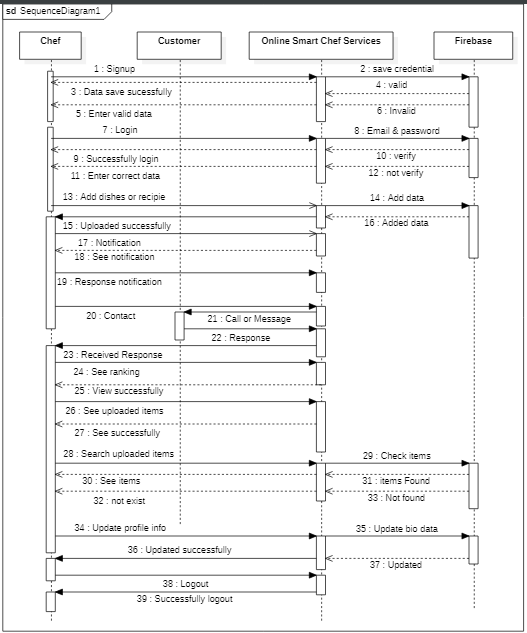 sd SequenceDiagram1
Chef
Customer
Online Smart Chef Services
Firebase
1 : Signup
2 : save credential
3 : Data save sucessfully
4 : valid
5 : Enter valid data
6 : Invalid
7 : Login
8 : Email & password
9 : Successfully login
10 : verify
11 : Enter correct data
12 : not verify
13 : Add dishes or recipie
14 : Add data
15 : Uploaded successfully
16 : Added data
17 : Notification
18 : See notification
19 : Response notification
20 : Contact
21 : Call or Message
22 : Response
23 : Received Response
24 : See ranking
25 : View successfully
26 : See uploaded items
27 : See successfully
28 : Search uploaded items
29 : Check items
30 : See items
31 : items Found
32 : not exist
33 : Not found
34 : Update profile info
35 : Update bio data
36 : Updated successfully
37 : Updated
38 : Logout
39 : Successfully logout